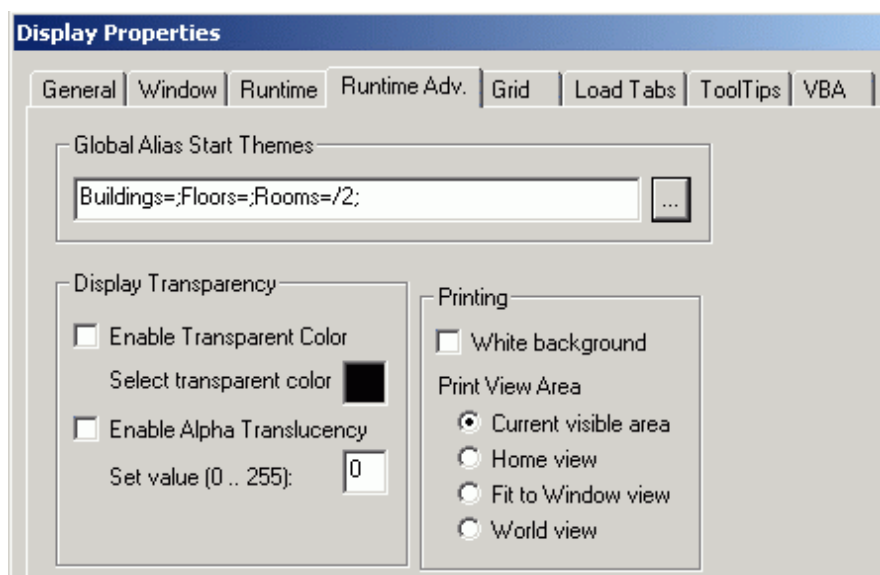 Display Properties
General Window Runtime Runtime Adv. Grid Load Tabs ToolTips VBA
Global Alias Start Themes
Buildings=;Floors=;Rooms=/2;
...
Display Transparency
Enable Transparent Color
Select transparent color
Enable Alpha Translucency
Set value (0 .. 255): 0
Printing
White background
Print View Area
Current visible area
Home view
Fit to Window view
World view